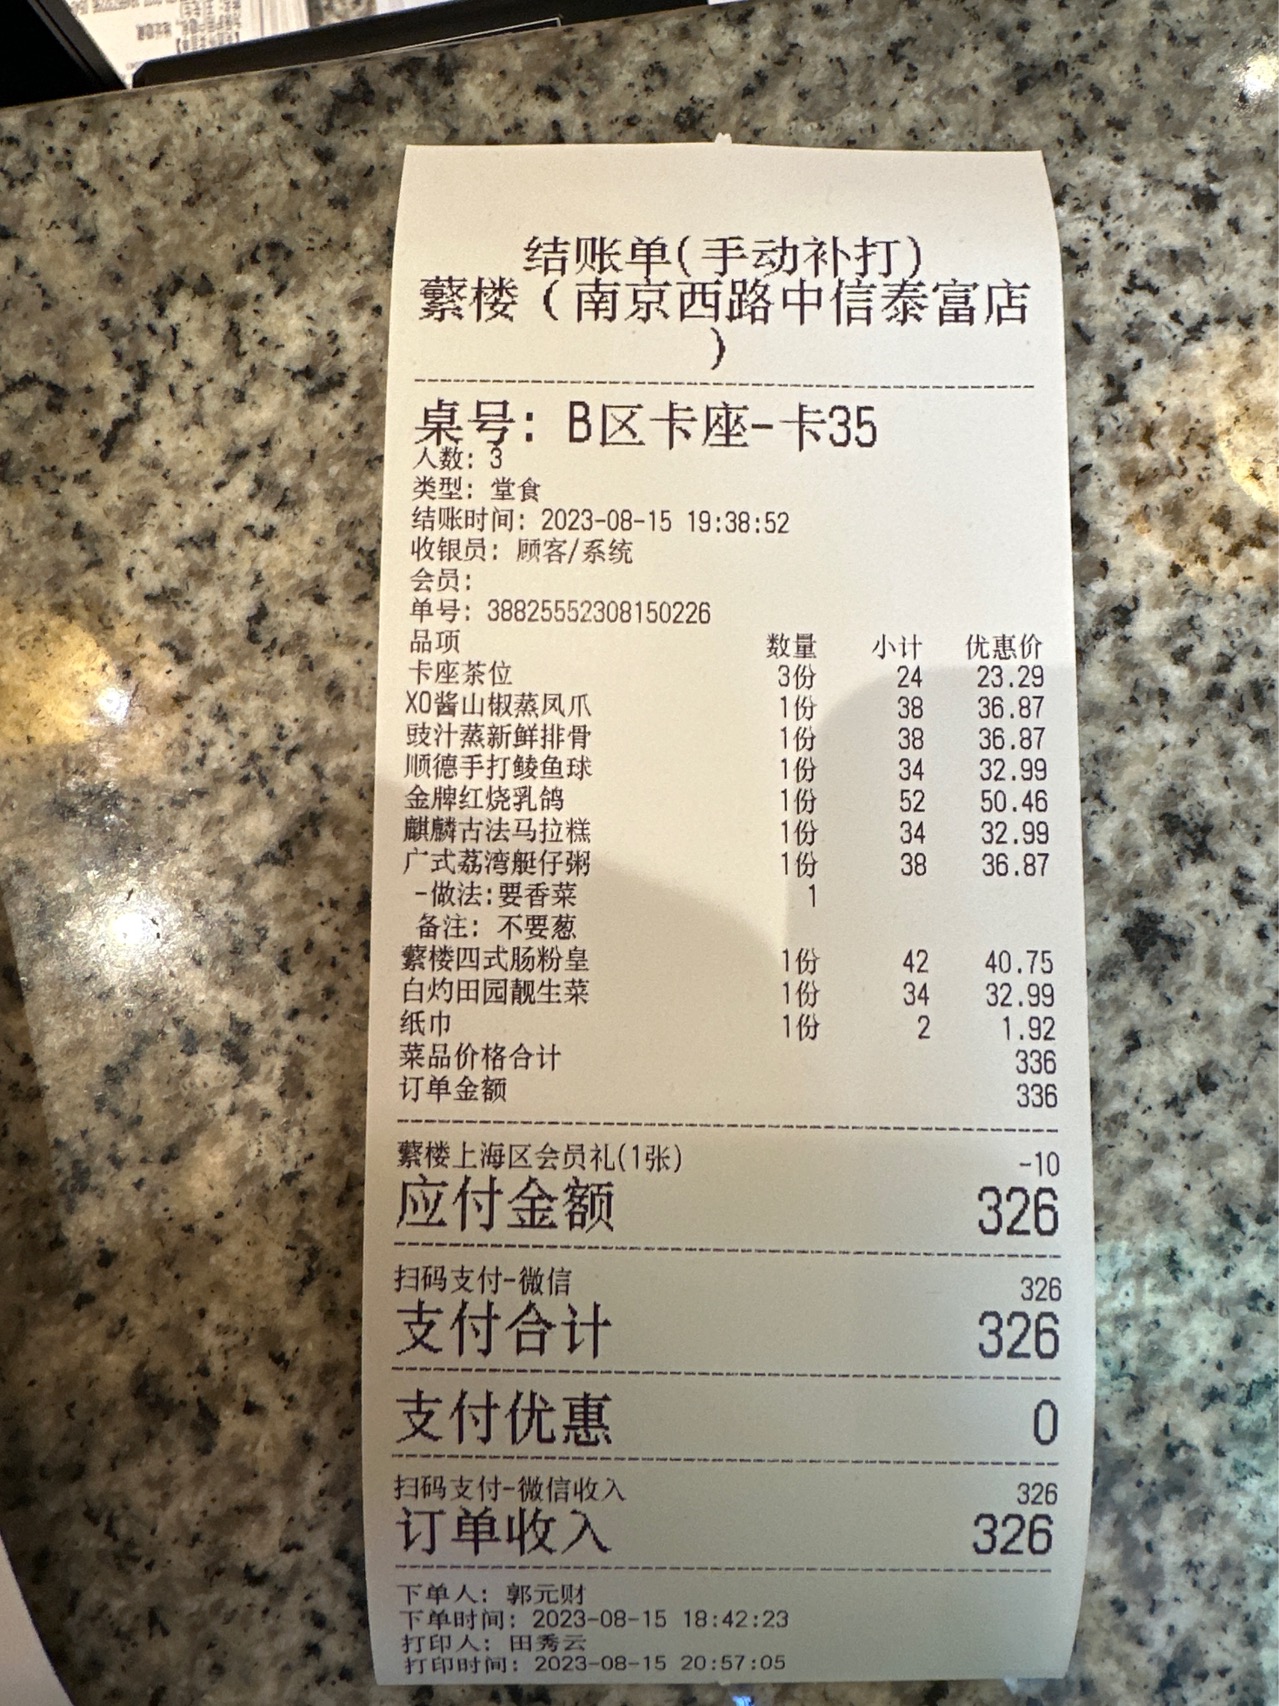 结账单(手动补打)
蘩楼（南京西路中信泰富店
）
桌号: B区卡座-卡35
人数: 3
类型: 堂食
结账时间: 2023-08-15 19:38:52
收银员: 顾客/系统
会员:
单号: 38825552308150226
品项 数量 小计 优惠价
卡座茶位 3份 24 23.29
XO酱山椒蒸凤爪 1份 38 36.87
豉汁蒸新鲜排骨 1份 38 36.87
顺德手打鲮鱼球 1份 34 32.99
金牌红烧乳鸽 1份 52 50.46
麒麟古法马拉糕 1份 34 32.99
广式荔湾艇仔粥 1份 38 36.87
-做法:要香菜 1
备注: 不要葱
蘩楼四式肠粉皇 1份 42 40.75
白灼田园靓生菜 1份 34 32.99
纸巾 1份 2 1.92
菜品价格合计 336
订单金额 336
蘩楼上海区会员礼(1张) -10
应付金额 326
扫码支付-微信 326
支付合计 326
支付优惠 0
扫码支付-微信收入 326
订单收入 326
下单人: 郭元财
下单时间: 2023-08-15 18:42:23
打印人: 田秀云
打印时间: 2023-08-15 20:57:05